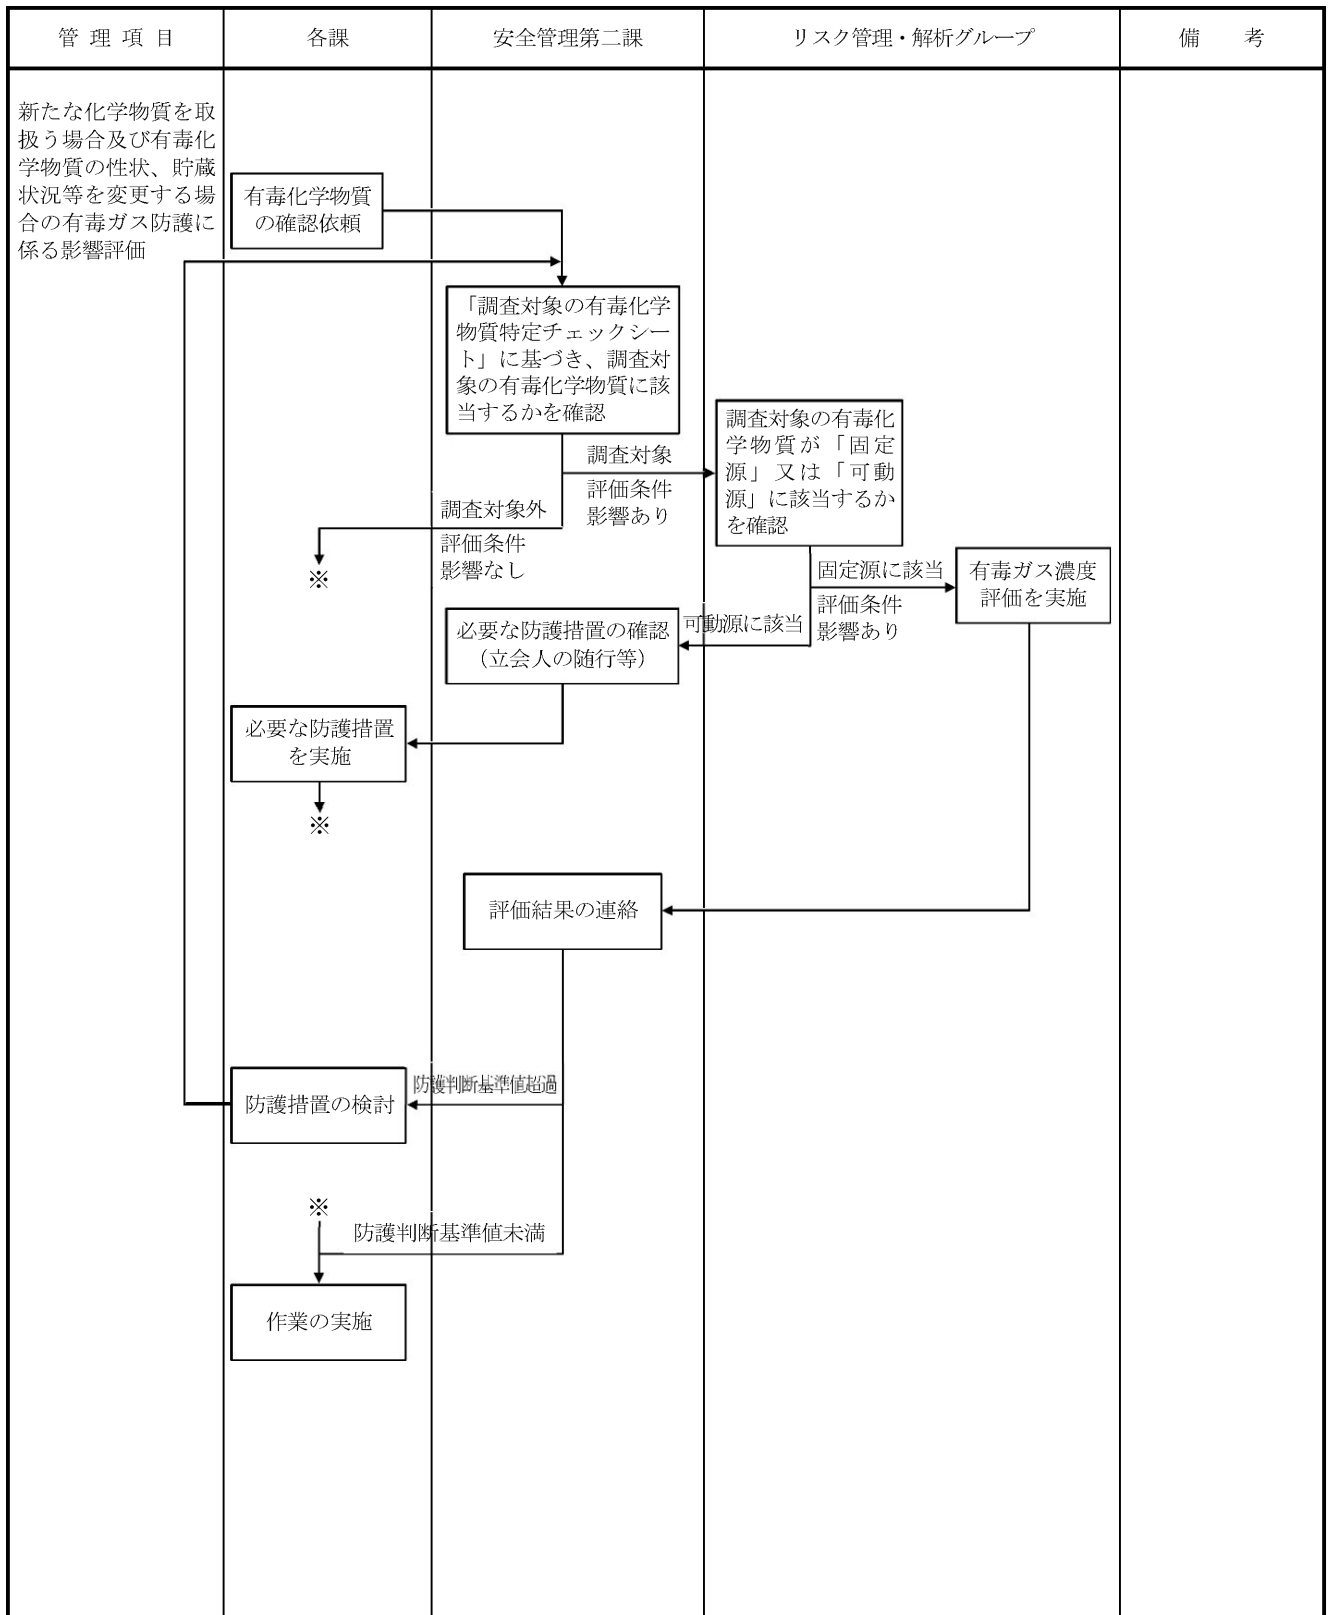 管理項目
各課
安全管理第二課
リスク管理・解析グループ
備　考
新たな化学物質を取
扱う場合及び有毒化
学物質の性状、貯蔵
状況等を変更する場
合の有毒ガス防護に
係る影響評価
有毒化学物質
の確認依頼
「調査対象の有毒化学
物質特定チェックシー
ト」に基づき、調査対
象の有毒化学物質に該
当するかを確認
調査対象
評価条件
影響あり
調査対象外
評価条件
影響なし
※
調査対象の有毒化
学物質が「固定
源」又は「可動
源」に該当するか
を確認
固定源に該当
評価条件
影響あり
有毒ガス濃度
評価を実施
可動源に該当
必要な防護措置の確認
（立会人の随行等）
必要な防護措置
を実施
※
評価結果の連絡
防護判断基準値超過
防護措置の検討
※
防護判断基準値未満
作業の実施